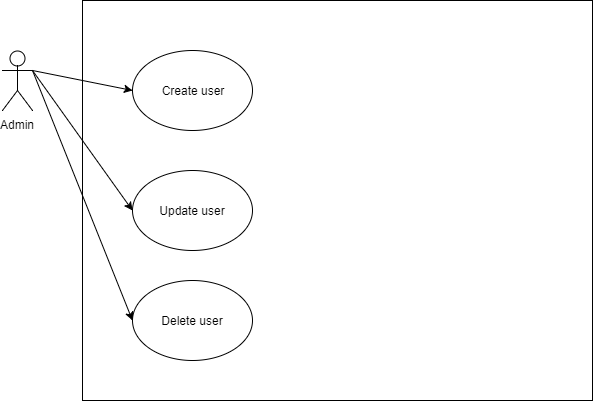 Create user
Admin
Update user
Delete user